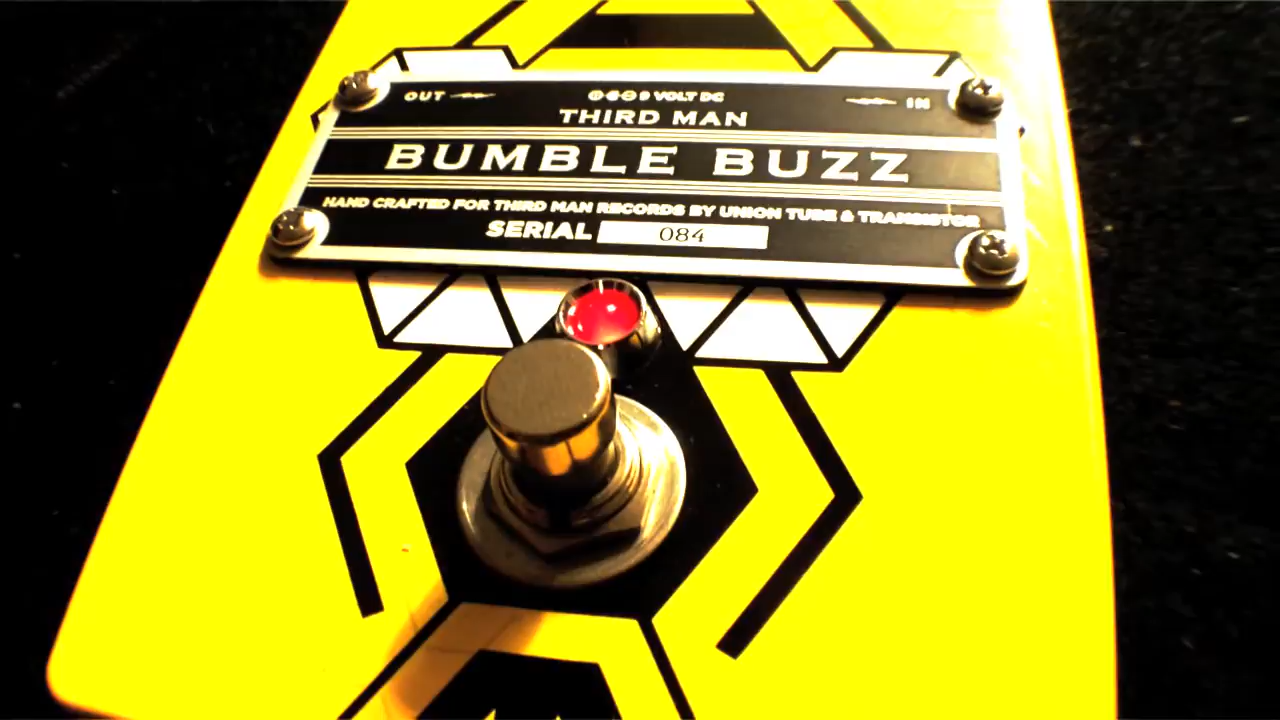 OUT 9 VOLT DC IN
THIRD MAN
BUMBLE BUZZ
HAND CRAFTED FOR THIRD MAN RECORDS BY UNION TUBE & TRANSISTOR
SERIAL 084